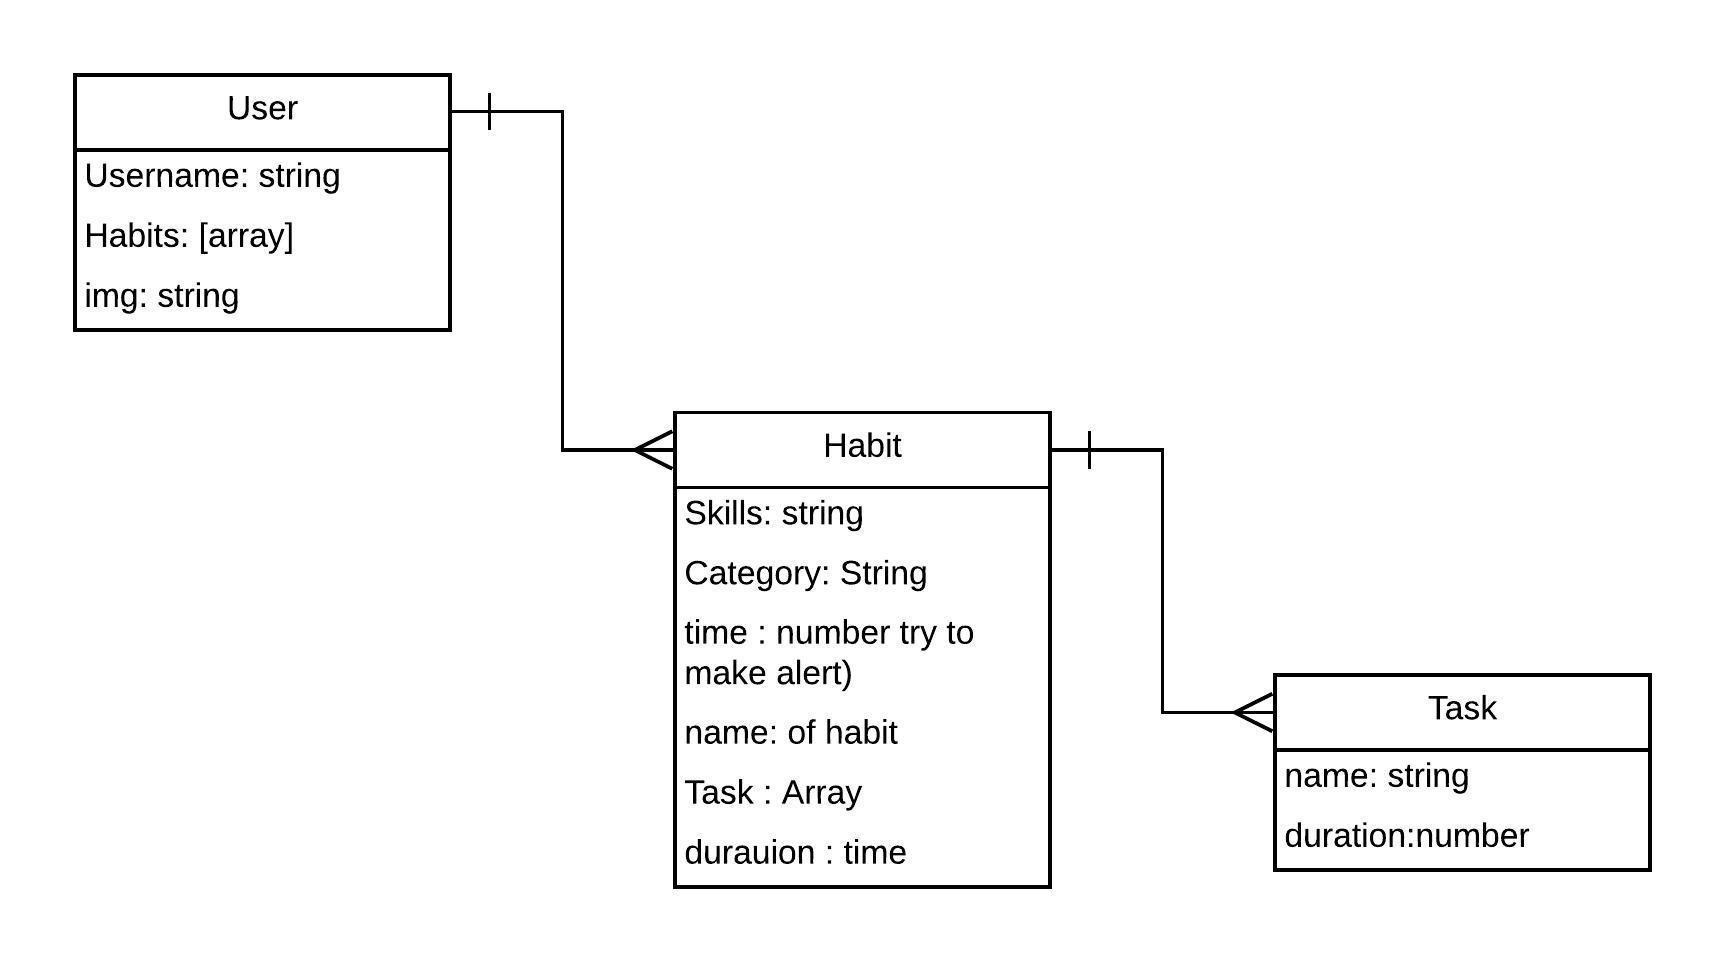 User
Username: string
Habits: [array]
img: string
Habit
Skills: string
Category: String
time : number try to
make alert)
name: of habit
Task : Array
durauion : time
Task
name: string
duration:number